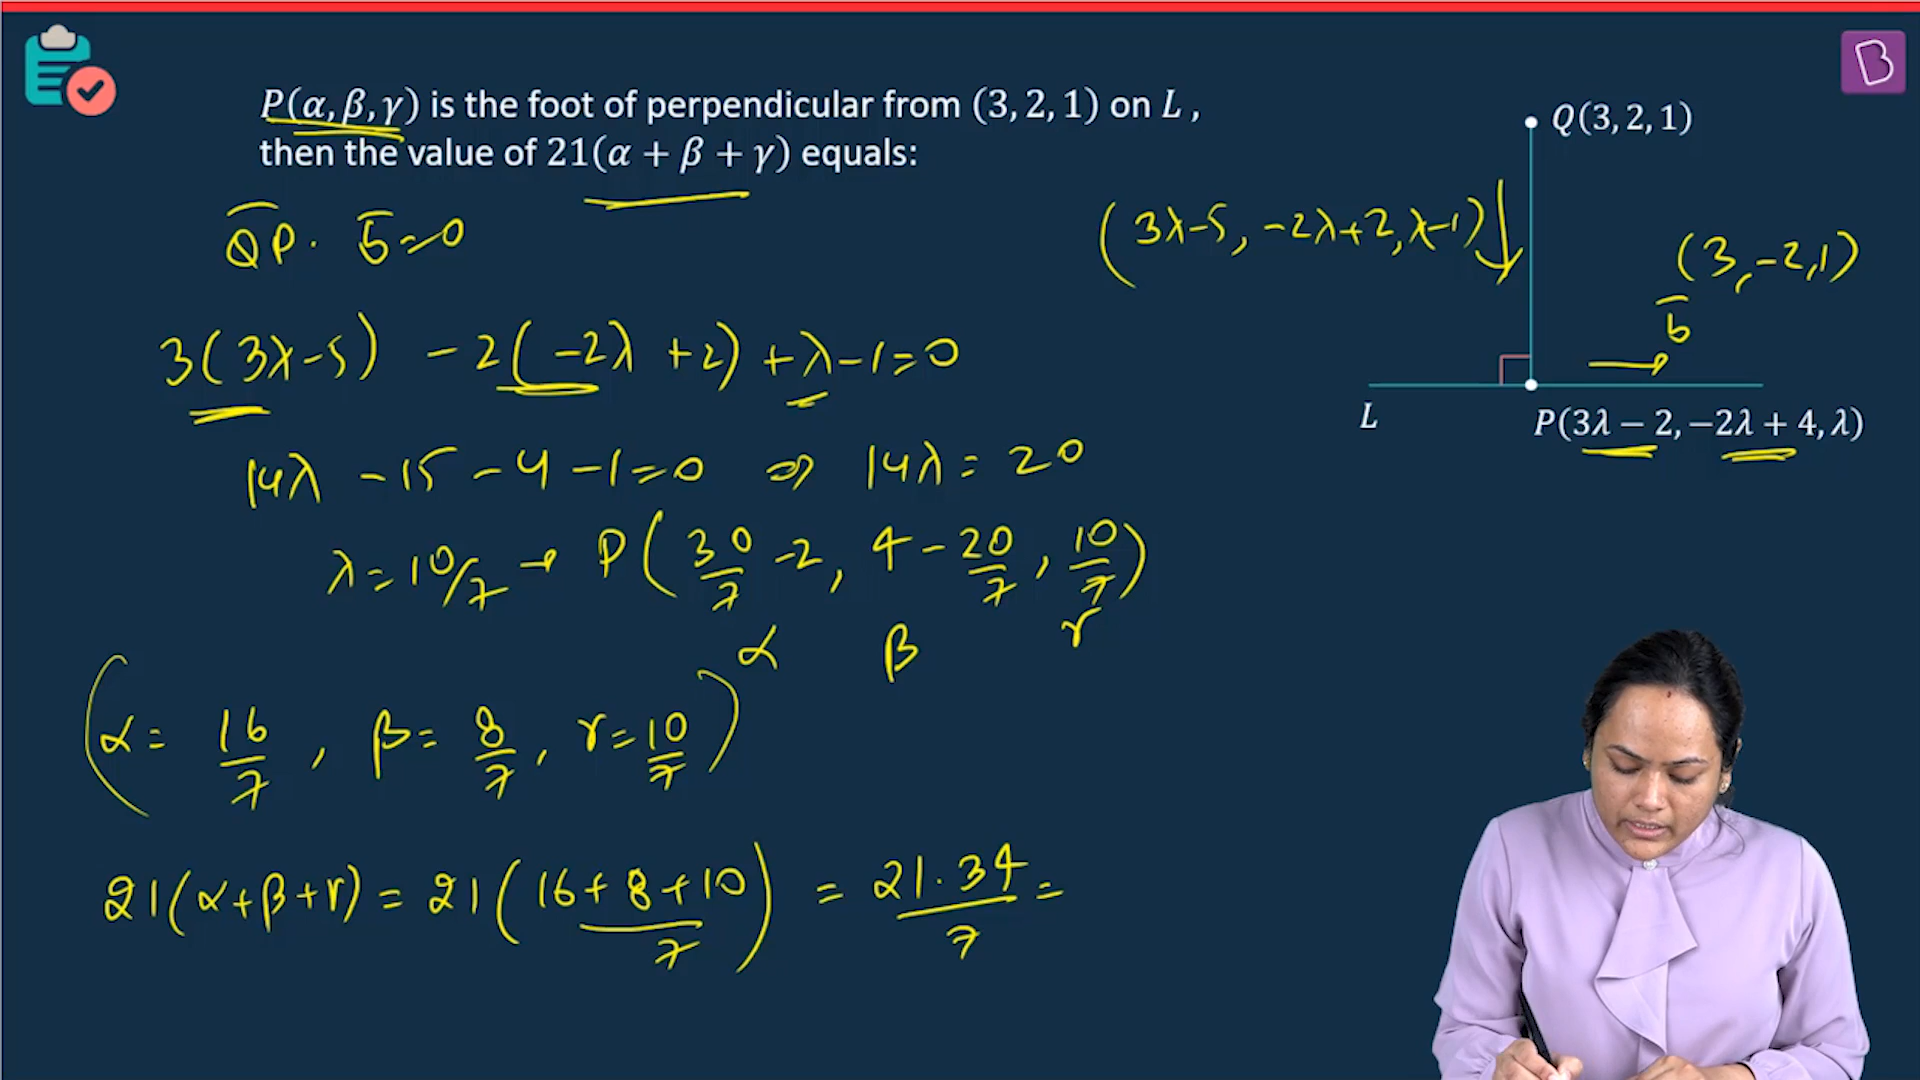 P(α, β, γ) is the foot of perpendicular from (3, 2, 1) on L ,
then the value of 21(α + β + γ) equals:
Q(3, 2, 1)
(3λ-5, -2λ+2, λ-1)
(3, -2, 1)
b̄
L
P(3λ − 2, −2λ + 4, λ)
QP · b̄ = 0
3(3λ-5) -2(-2λ+2) + λ-1 = 0
14λ -15 -4 -1 = 0 ⇒ 14λ = 20
λ = 10/7 → P(30/7 -2, 4 - 20/7, 10/7)
α β γ
(α = 16/7, β = 8/7, γ = 10/7)
21(α+β+γ) = 21(16+8+10/7) = 21·34/7 =
B